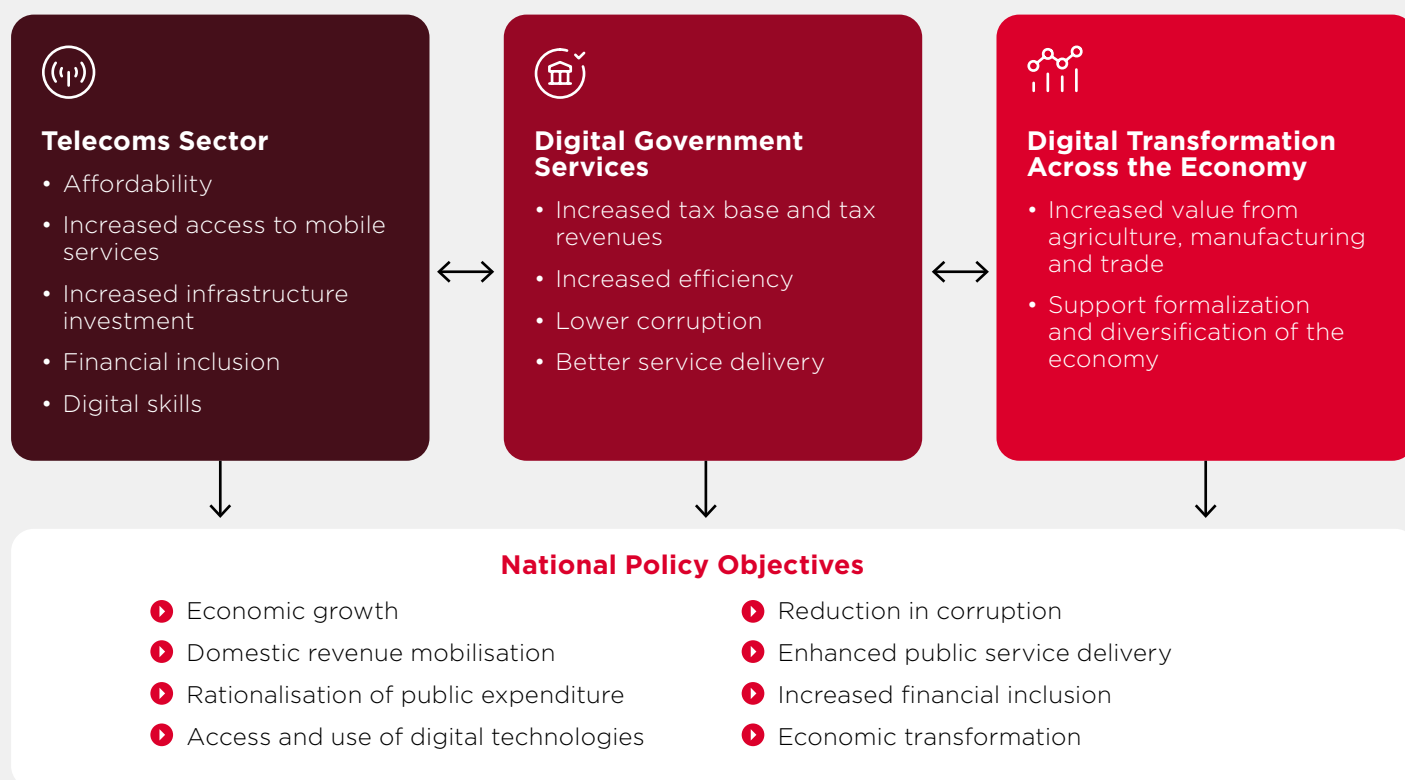 Telecoms Sector
• Affordability
• Increased access to mobile
services
• Increased infrastructure
investment
• Financial inclusion
• Digital skills
Digital Government
Services
• Increased tax base and tax
revenues
• Increased efficiency
• Lower corruption
• Better service delivery
Digital Transformation
Across the Economy
• Increased value from
agriculture, manufacturing
and trade
• Support formalization
and diversification of the
economy
National Policy Objectives
Economic growth
Domestic revenue mobilisation
Rationalisation of public expenditure
Access and use of digital technologies
Reduction in corruption
Enhanced public service delivery
Increased financial inclusion
Economic transformation